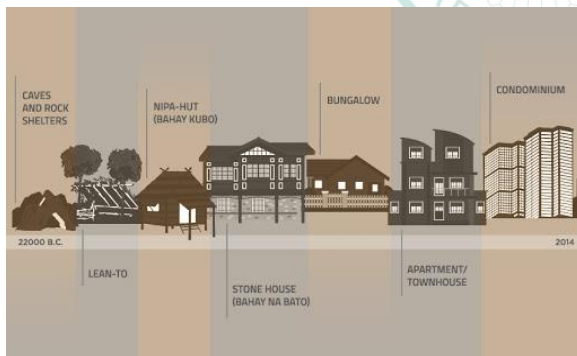 CAVES
AND ROCK
SHELTERS
NIPA-HUT
(BAHAY KUBO)
BUNGALOW
CONDOMINIUM
22000 B.C.
2014
LEAN-TO
STONE HOUSE
(BAHAY NA BATO)
APARTMENT/
TOWNHOUSE